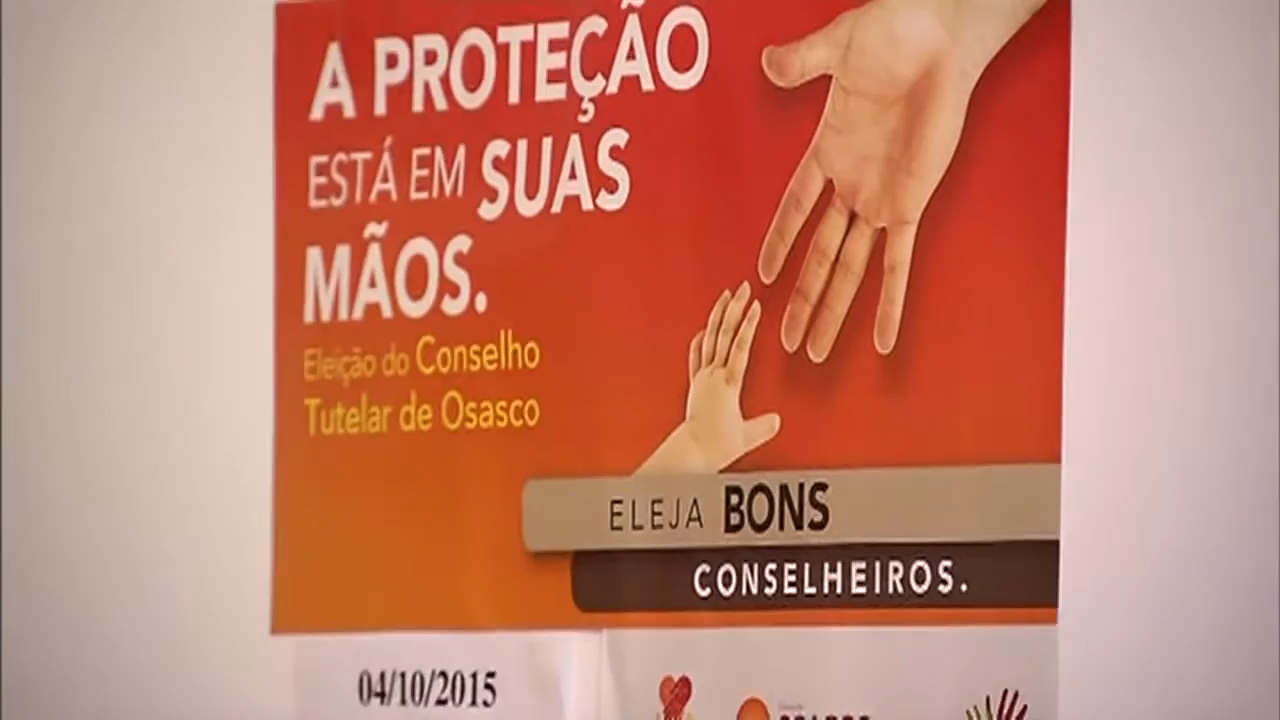 A PROTEÇÃO
ESTÁ EM SUAS
MÃOS.
Eleição do Conselho
Tutelar de Osasco
ELEJA BONS
CONSELHEIROS.
04/10/2015